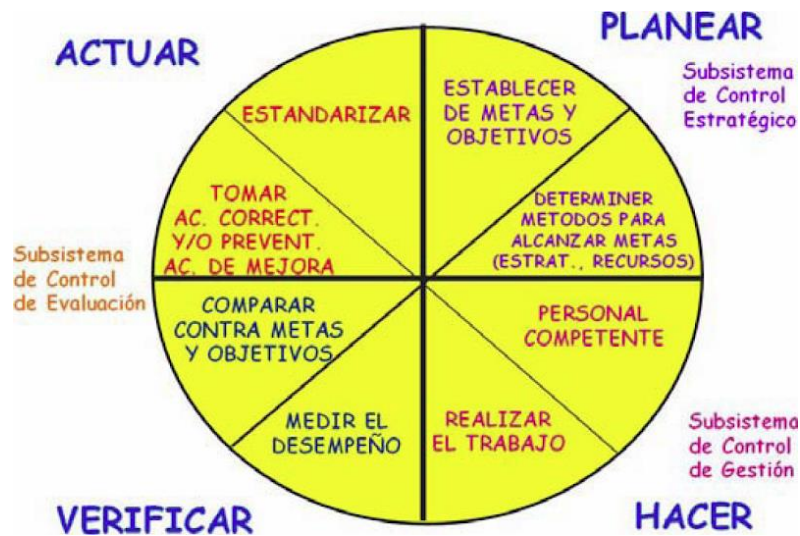 ACTUAR
PLANEAR
Subsistema
de Control
Estratégico
ESTANDARIZAR
ESTABLECER
DE METAS Y
OBJETIVOS
TOMAR
AC. CORRECT.
Y/O PREVENT.
AC. DE MEJORA
DETERMINER
METODOS PARA
ALCANZAR METAS
(ESTRAT., RECURSOS)
Subsistema
de Control
de Evaluación
COMPARAR
CONTRA METAS
Y OBJETIVOS
PERSONAL
COMPETENTE
MEDIR EL
DESEMPEÑO
REALIZAR
EL TRABAJO
Subsistema
de Control
de Gestión
VERIFICAR
HACER